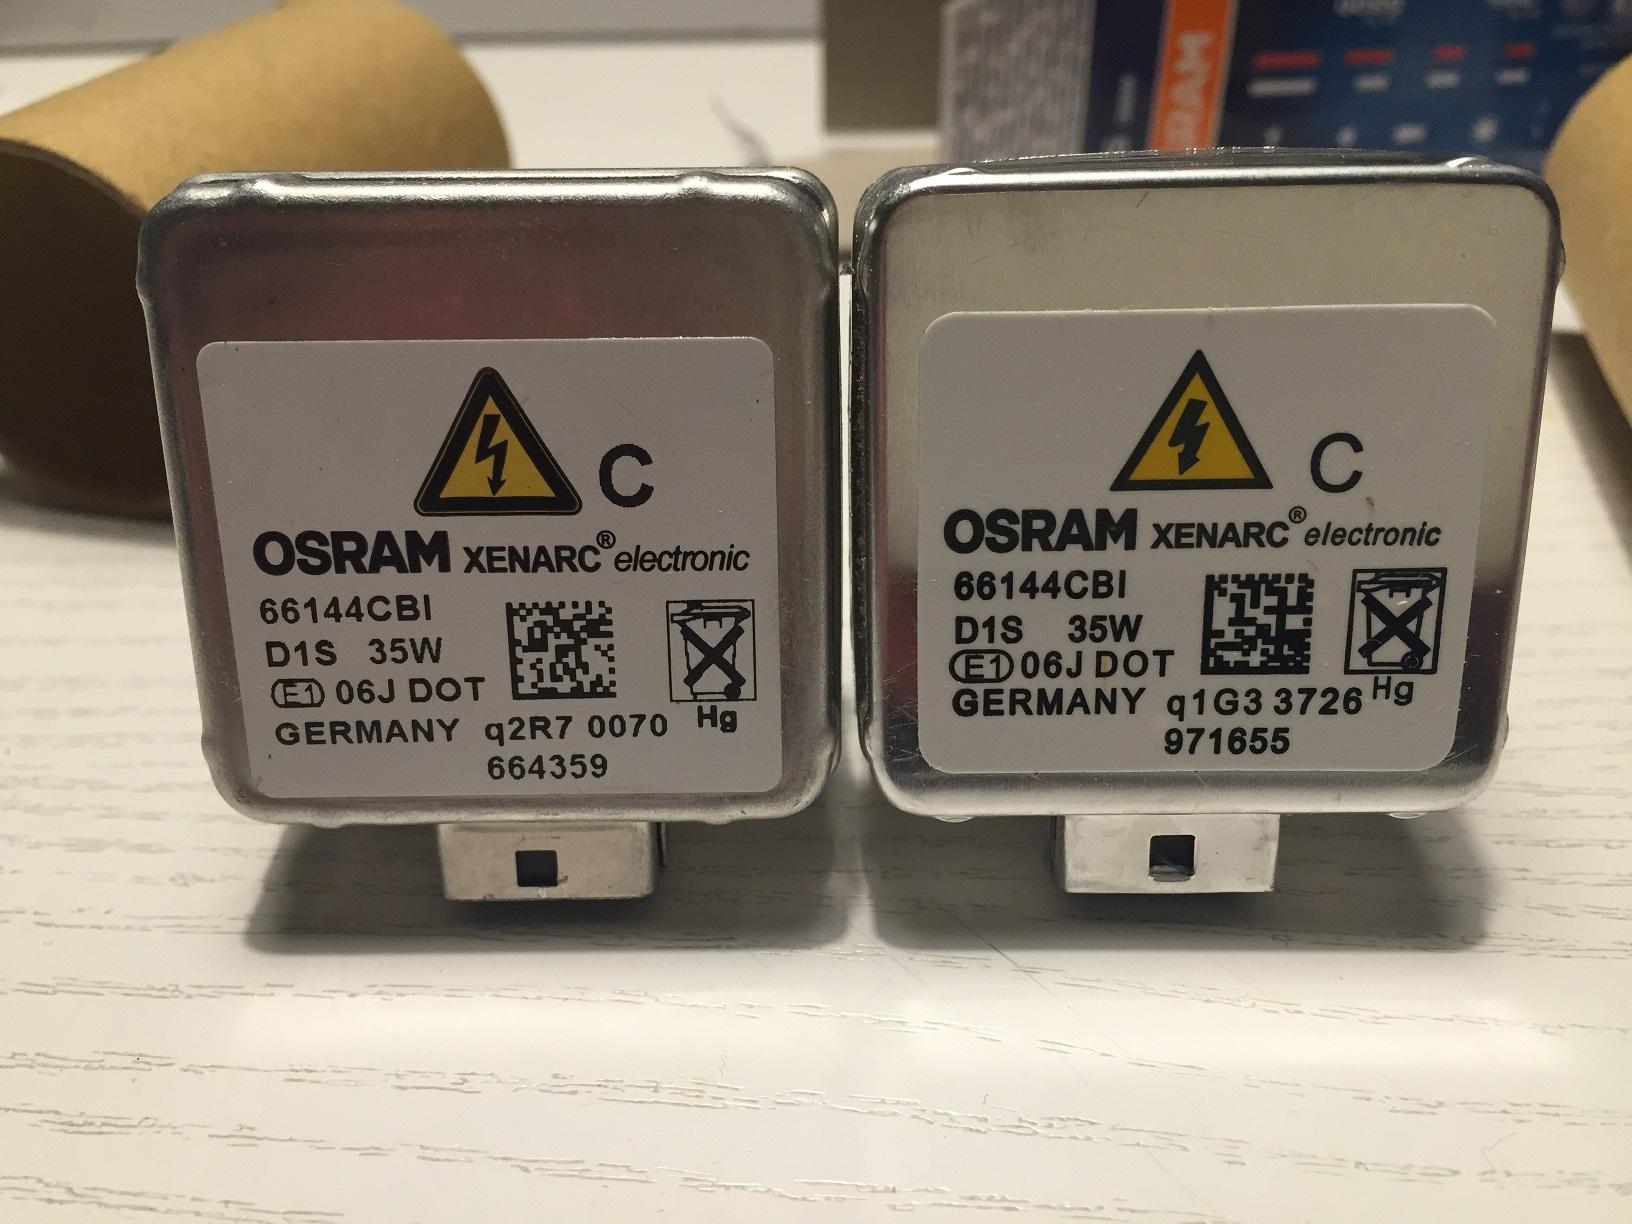 C
OSRAM XENARC® electronic
66144CBI
D1S 35W
E1 06J DOT
GERMANY q2R7 0070
664359
Hg
C
OSRAM XENARC® electronic
66144CBI
D1S 35W
E1 06J DOT
GERMANY q1G3 3726
971655
Hg
RAM